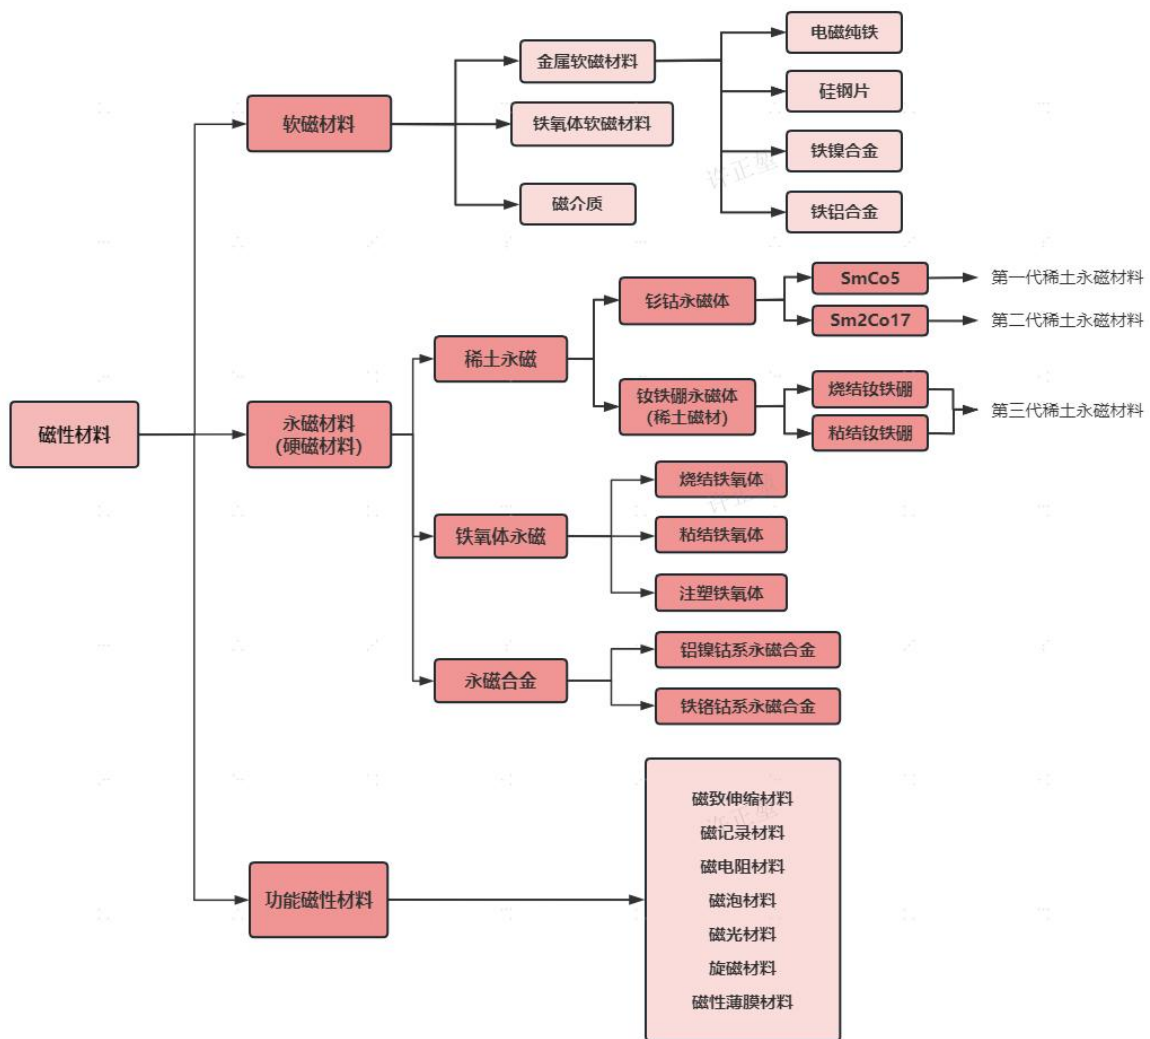 磁性材料
软磁材料
金属软磁材料
电磁纯铁
硅钢片
铁镍合金
铁铝合金
铁氧体软磁材料
磁介质
永磁材料
(硬磁材料)
稀土永磁
钐钴永磁体
SmCo5
第一代稀土永磁材料
Sm2Co17
第二代稀土永磁材料
钕铁硼永磁体
(稀土磁材)
烧结钕铁硼
粘结钕铁硼
第三代稀土永磁材料
铁氧体永磁
烧结铁氧体
粘结铁氧体
注塑铁氧体
永磁合金
铝镍钴系永磁合金
铁铬钴系永磁合金
功能磁性材料
磁致伸缩材料
磁记录材料
磁电阻材料
磁泡材料
磁光材料
旋磁材料
磁性薄膜材料